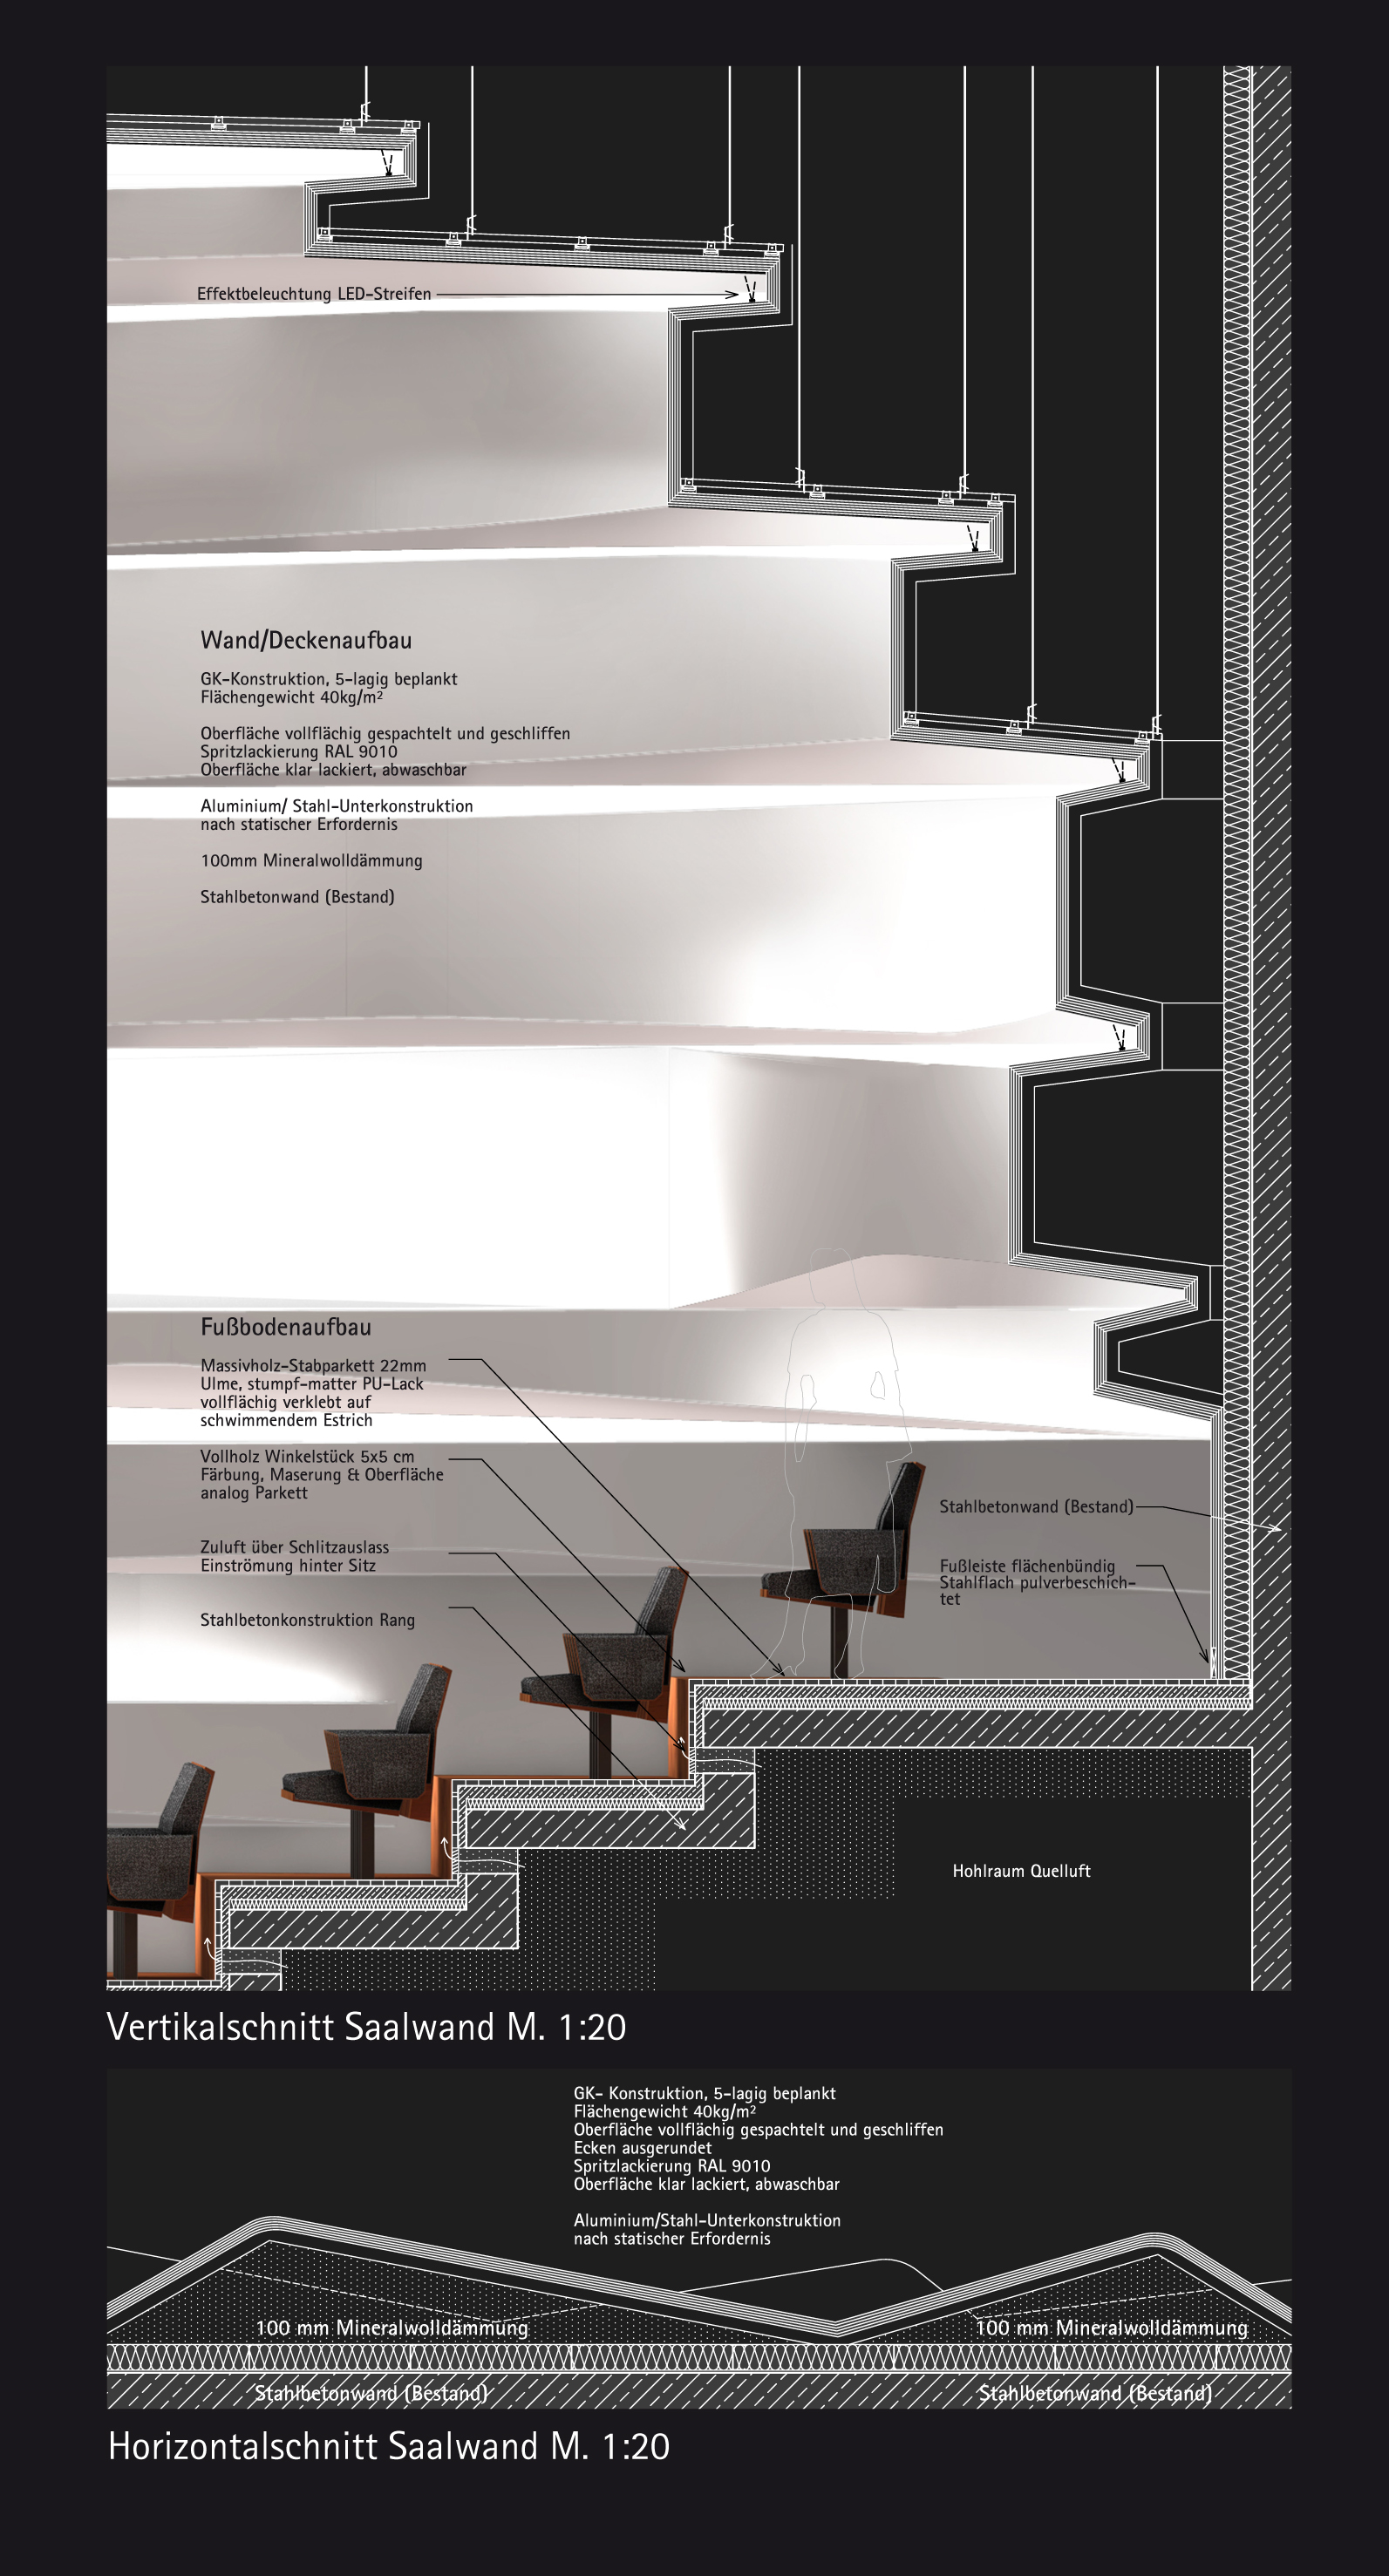 Effektbeleuchtung LED-Streifen
Wand/Deckenaufbau
GK-Konstruktion, 5-lagig beplankt
Flächengewicht 40kg/m²
Oberfläche vollflächig gespachtelt und geschliffen
Spritzlackierung RAL 9010
Oberfläche klar lackiert, abwaschbar
Aluminium/ Stahl-Unterkonstruktion
nach statischer Erfordernis
100mm Mineralwolldämmung
Stahlbetonwand (Bestand)
Fußbodenaufbau
Massivholz-Stabparkett 22mm
Ulme, stumpf-matter PU-Lack
vollflächig verklebt auf
schwimmendem Estrich
Vollholz Winkelstück 5x5 cm
Färbung, Maserung & Oberfläche
analog Parkett
Zuluft über Schlitzauslass
Einströmung hinter Sitz
Stahlbetonkonstruktion Rang
Stahlbetonwand (Bestand)
Fußleiste flächenbündig
Stahlflach pulverbeschich-
tet
Hohlraum Quelluft
Vertikalschnitt Saalwand M. 1:20
GK- Konstruktion, 5-lagig beplankt
Flächengewicht 40kg/m²
Oberfläche vollflächig gespachtelt und geschliffen
Ecken ausgerundet
Spritzlackierung RAL 9010
Oberfläche klar lackiert, abwaschbar
Aluminium/Stahl-Unterkonstruktion
nach statischer Erfordernis
100 mm Mineralwolldämmung
100 mm Mineralwolldämmung
Stahlbetonwand (Bestand)
Stahlbetonwand (Bestand)
Horizontalschnitt Saalwand M. 1:20